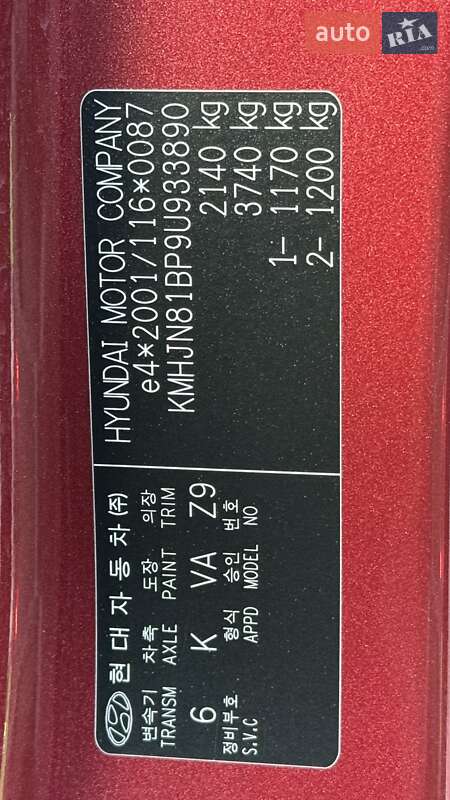 auto RIA .com
HYUNDAI MOTOR COMPANY
e4*2001/116*0087
KMHJN81BP9U933890
2140 kg
3740 kg
1- 1170 kg
2- 1200 kg
현대자동차(주)
변속기 차축 도장 의장
TRANSM AXLE PAINT TRIM
6 K VA Z9
정비부호 형식 승인 번호
S.V.C APPD MODEL NO.